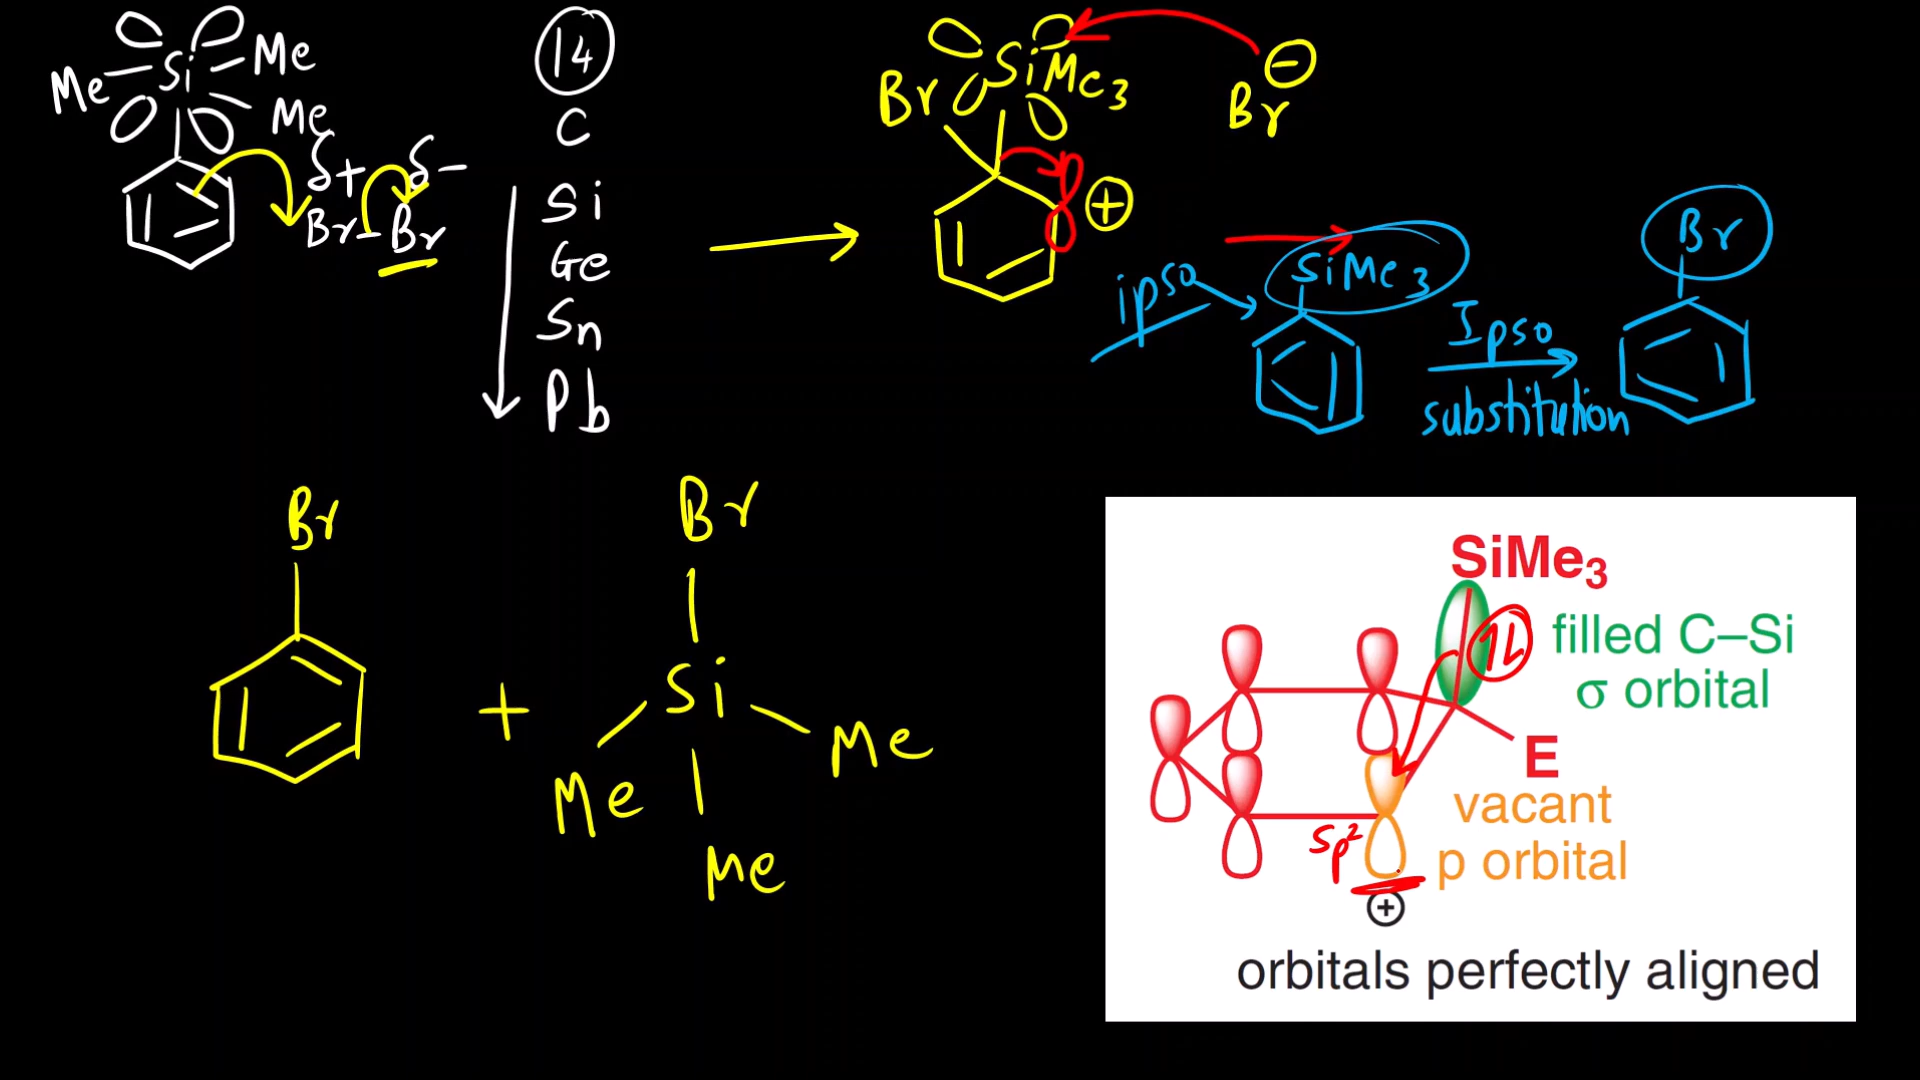 Me Si Me
Me
δ+ δ−
Br-Br
14
C
Si
Ge
Sn
Pb
Br SiMe3
Br −
+
ipso
SiMe3
Ipso
substitution
Br
Br
+
Br
Si
Me Me
Me
SiMe3
filled C–Si
σ orbital
1L
E
vacant
p orbital
sp2
+
orbitals perfectly aligned